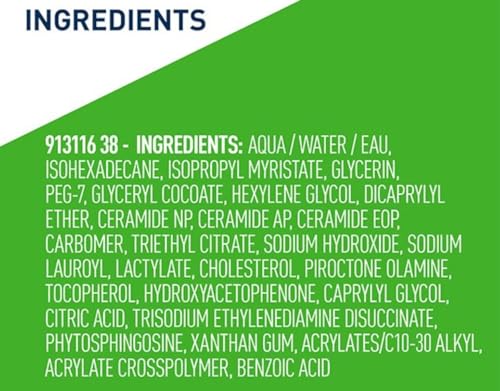 INGREDIENTS
913116 38 - INGREDIENTS: AQUA / WATER / EAU,
ISOHEXADECANE, ISOPROPYL MYRISTATE, GLYCERIN,
PEG-7, GLYCERYL COCOATE, HEXYLENE GLYCOL, DICAPRYLYL
ETHER, CERAMIDE NP, CERAMIDE AP, CERAMIDE EOP,
CARBOMER, TRIETHYL CITRATE, SODIUM HYDROXIDE, SODIUM
LAUROYL, LACTYLATE, CHOLESTEROL, PIROCTONE OLAMINE,
TOCOPHEROL, HYDROXYACETOPHENONE, CAPRYLYL GLYCOL,
CITRIC ACID, TRISODIUM ETHYLENEDIAMINE DISUCCINATE,
PHYTOSPHINGOSINE, XANTHAN GUM, ACRYLATES/C10-30 ALKYL,
ACRYLATE CROSSPOLYMER, BENZOIC ACID